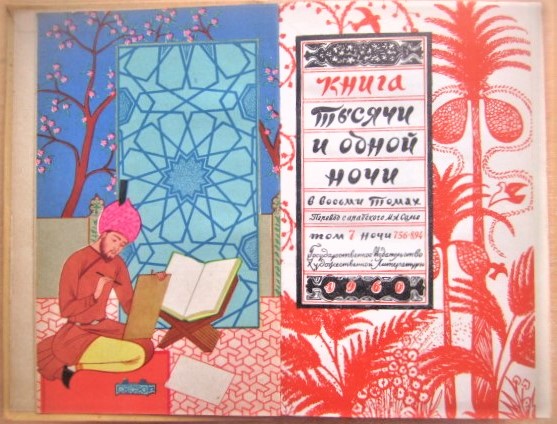 книга
тысячи
и одной
ночи
в восьми томах
Перевод с арабского М.А. Салье
том 7 ночи 756-894
Государственное Издательство
Художественной Литературы
1960